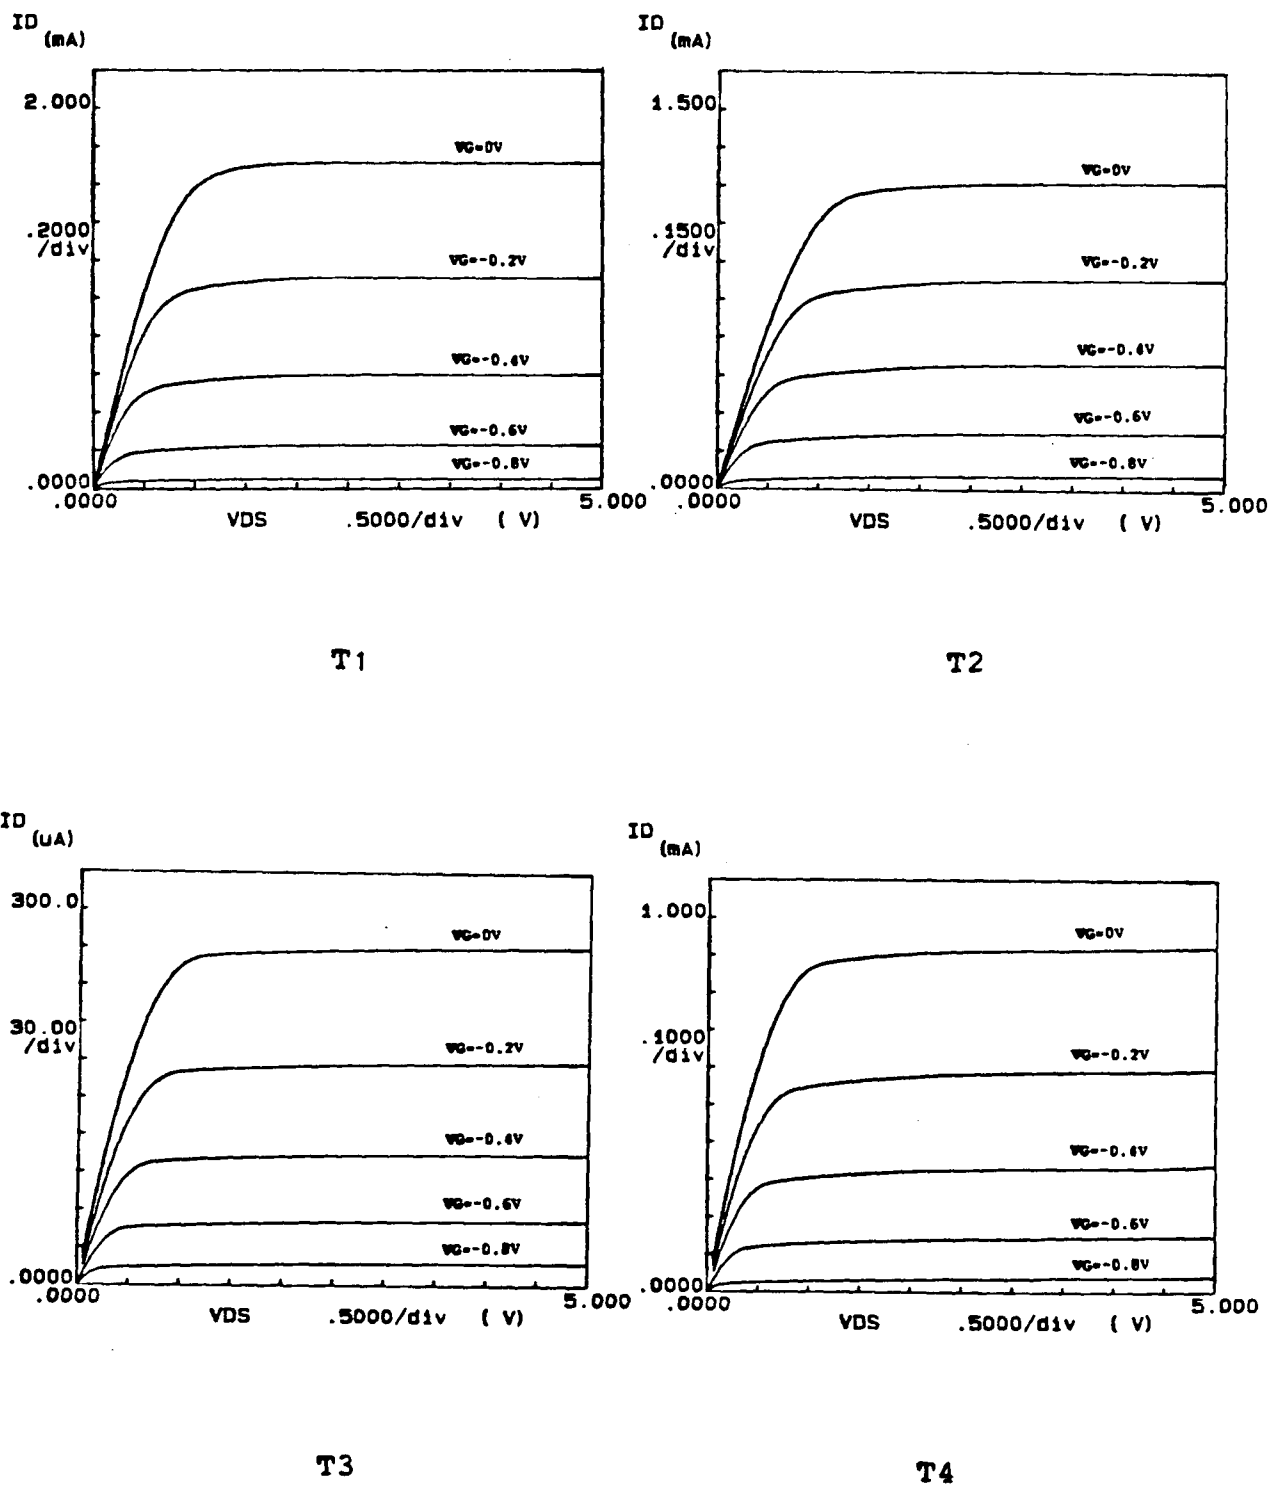 ID
(mA)
2.000
.2000
/div
.0000
VG=0V
VG=-0.2V
VG=-0.4V
VG=-0.6V
VG=-0.8V
.0000
5.000
VDS .5000/div ( V)
T1
ID
(mA)
1.500
.1500
/div
.0000
VG=0V
VG=-0.2V
VG=-0.4V
VG=-0.6V
VG=-0.8V
.0000
5.000
VDS .5000/div ( V)
T2
ID
(uA)
300.0
30.00
/div
.0000
VG=0V
VG=-0.2V
VG=-0.4V
VG=-0.6V
VG=-0.8V
.0000
5.000
VDS .5000/div ( V)
T3
ID
(mA)
1.000
.1000
/div
.0000
VG=0V
VG=-0.2V
VG=-0.4V
VG=-0.6V
VG=-0.8V
.0000
5.000
VDS .5000/div ( V)
T4